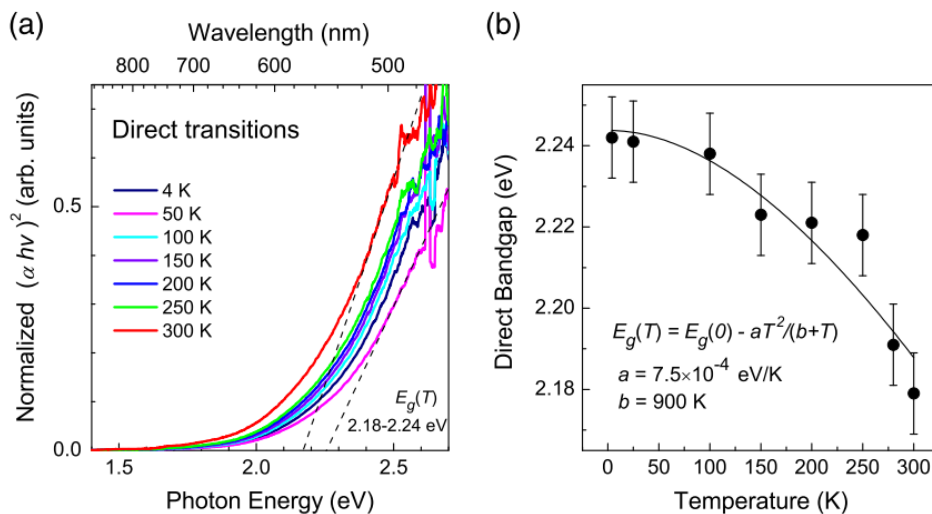 (a)
Wavelength (nm)
800 700 600 500
Normalized (α hν)² (arb. units)
0.5
0.0
Direct transitions
4 K
50 K
100 K
150 K
200 K
250 K
300 K
E_g(T)
2.18-2.24 eV
1.5 2.0 2.5
Photon Energy (eV)
(b)
Direct Bandgap (eV)
2.24
2.22
2.20
2.18
E_g(T) = E_g(0) - aT²/(b+T)
a = 7.5×10⁻⁴ eV/K
b = 900 K
0 50 100 150 200 250 300
Temperature (K)